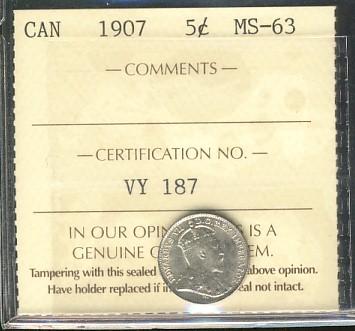 CAN 1907 5¢ MS-63
— COMMENTS —
— CERTIFICATION NO. —
VY 187
IN OUR IS A
GENUINE
Tampering with this sealed above opinion.
Have holder replaced if not intact.